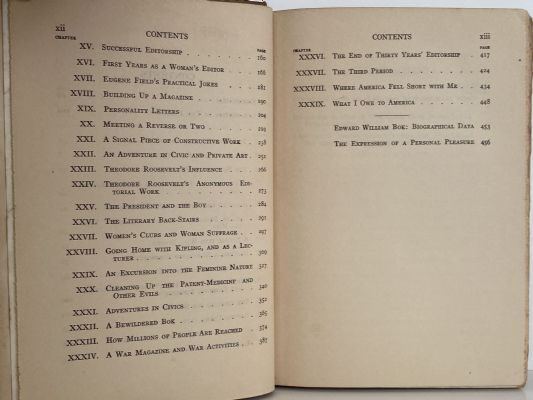 xii
CONTENTS
CHAPTER PAGE
XV. Successful Editorship . . . . . . . 160
XVI. First Years as a Woman's Editor . . . 168
XVII. Eugene Field's Practical Jokes . . . 181
XVIII. Building Up a Magazine . . . . . . 190
XIX. Personality Letters . . . . . . . 204
XX. Meeting a Reverse or Two . . . . . . 219
XXI. A Signal Piece of Constructive Work . 238
XXII. An Adventure in Civic and Private Art . 251
XXIII. Theodore Roosevelt's Influence . . . 266
XXIV. Theodore Roosevelt's Anonymous Edi-
torial Work . . . . . . . . . 273
XXV. The President and the Boy . . . . . 281
XXVI. The Literary Back-Stairs . . . . . 291
XXVII. Women's Clubs and Woman Suffrage . . 297
XXVIII. Going Home with Kipling, and as a Lec-
turer . . . . . . . . . . . 309
XXIX. An Excursion into the Feminine Nature 327
XXX. Cleaning Up the Patent-Medicine and
Other Evils . . . . . . . . . 340
XXXI. Adventures in Civics . . . . . . . 352
XXXII. A Bewildered Bok . . . . . . . . 365
XXXIII. How Millions of People Are Reached . 374
XXXIV. A War Magazine and War Activities . . 387
CONTENTS xiii
CHAPTER PAGE
XXXVI. The End of Thirty Years' Editorship . 417
XXXVII. The Third Period . . . . . . . . 424
XXXVIII. Where America Fell Short with Me . . 434
XXXIX. What I Owe to America . . . . . . 448
Edward William Bok: Biographical Data 453
The Expression of a Personal Pleasure 456